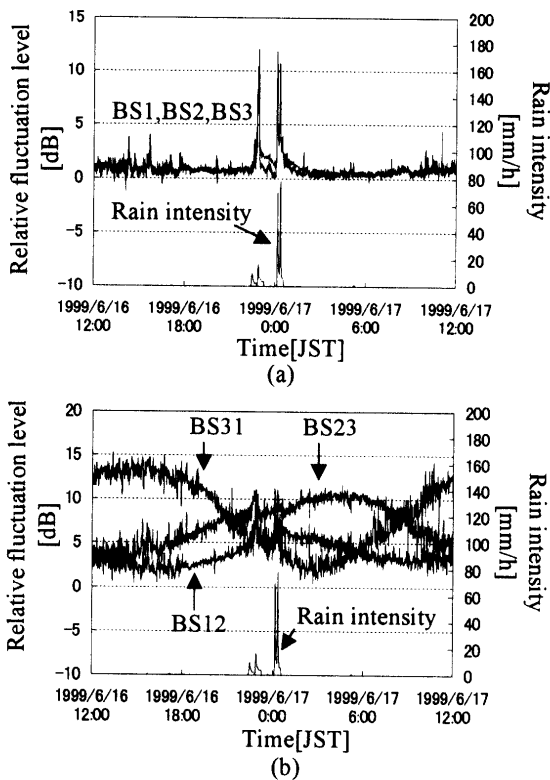 Relative fluctuation level
[dB]
15
10
5
0
−5
−10
BS1,BS2,BS3
Rain intensity
200
180
160
140
120
100
80
60
40
20
0
Rain intensity
[mm/h]
1999/6/16 1999/6/16 1999/6/17 1999/6/17 1999/6/17
12:00 18:00 0:00 6:00 12:00
Time[JST]
(a)
Relative fluctuation level
[dB]
20
15
10
5
0
−5
−10
BS31 BS23
BS12
Rain intensity
200
180
160
140
120
100
80
60
40
20
0
Rain intensity
[mm/h]
1999/6/16 1999/6/16 1999/6/17 1999/6/17 1999/6/17
12:00 18:00 0:00 6:00 12:00
Time[JST]
(b)